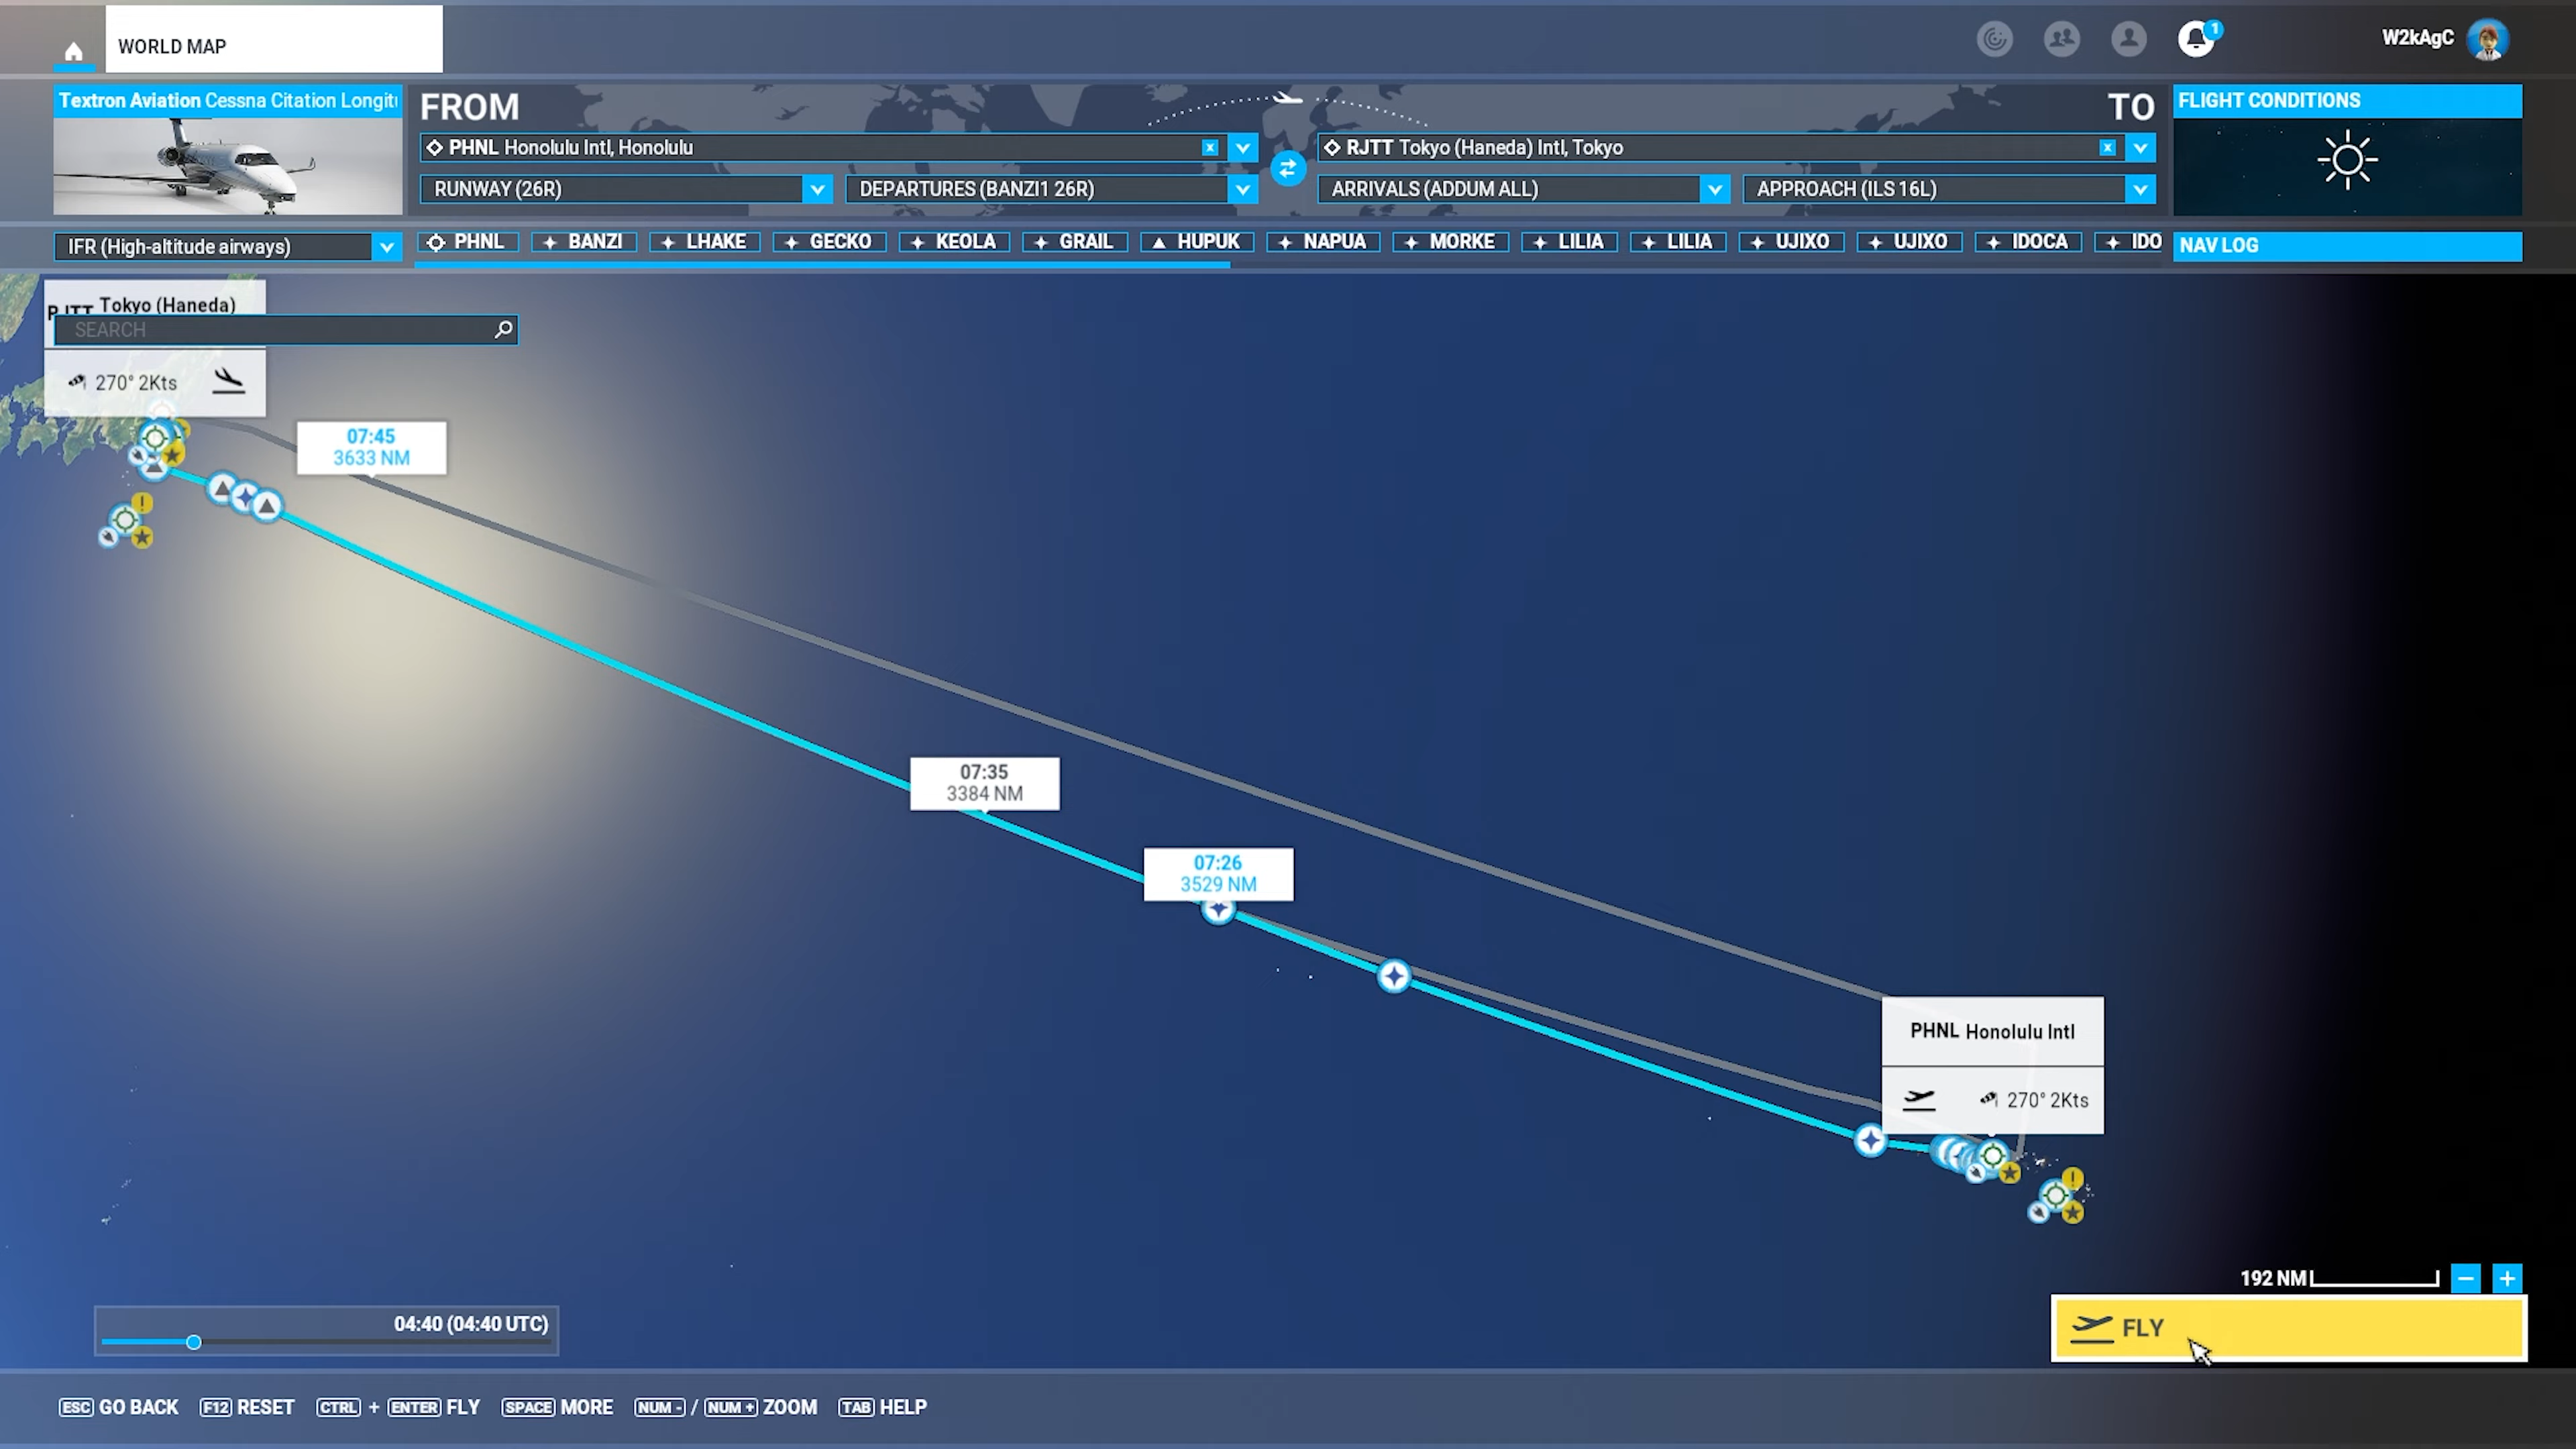 WORLD MAP
1
W2kAgC
Textron Aviation Cessna Citation Longit
FROM
TO
FLIGHT CONDITIONS
PHNL Honolulu Intl, Honolulu
RJTT Tokyo (Haneda) Intl, Tokyo
RUNWAY (26R)
DEPARTURES (BANZI1 26R)
ARRIVALS (ADDUM ALL)
APPROACH (ILS 16L)
IFR (High-altitude airways)
PHNL
BANZI
LHAKE
GECKO
KEOLA
GRAIL
HUPUK
NAPUA
MORKE
LILIA
LILIA
UJIXO
UJIXO
IDOCA
IDO
NAV LOG
RJTT Tokyo (Haneda)
SEARCH
270° 2Kts
07:45
3633 NM
07:35
3384 NM
07:26
3529 NM
PHNL Honolulu Intl
270° 2Kts
192 NM
04:40 (04:40 UTC)
FLY
ESC GO BACK F12 RESET CTRL + ENTER FLY SPACE MORE NUM - / NUM + ZOOM TAB HELP